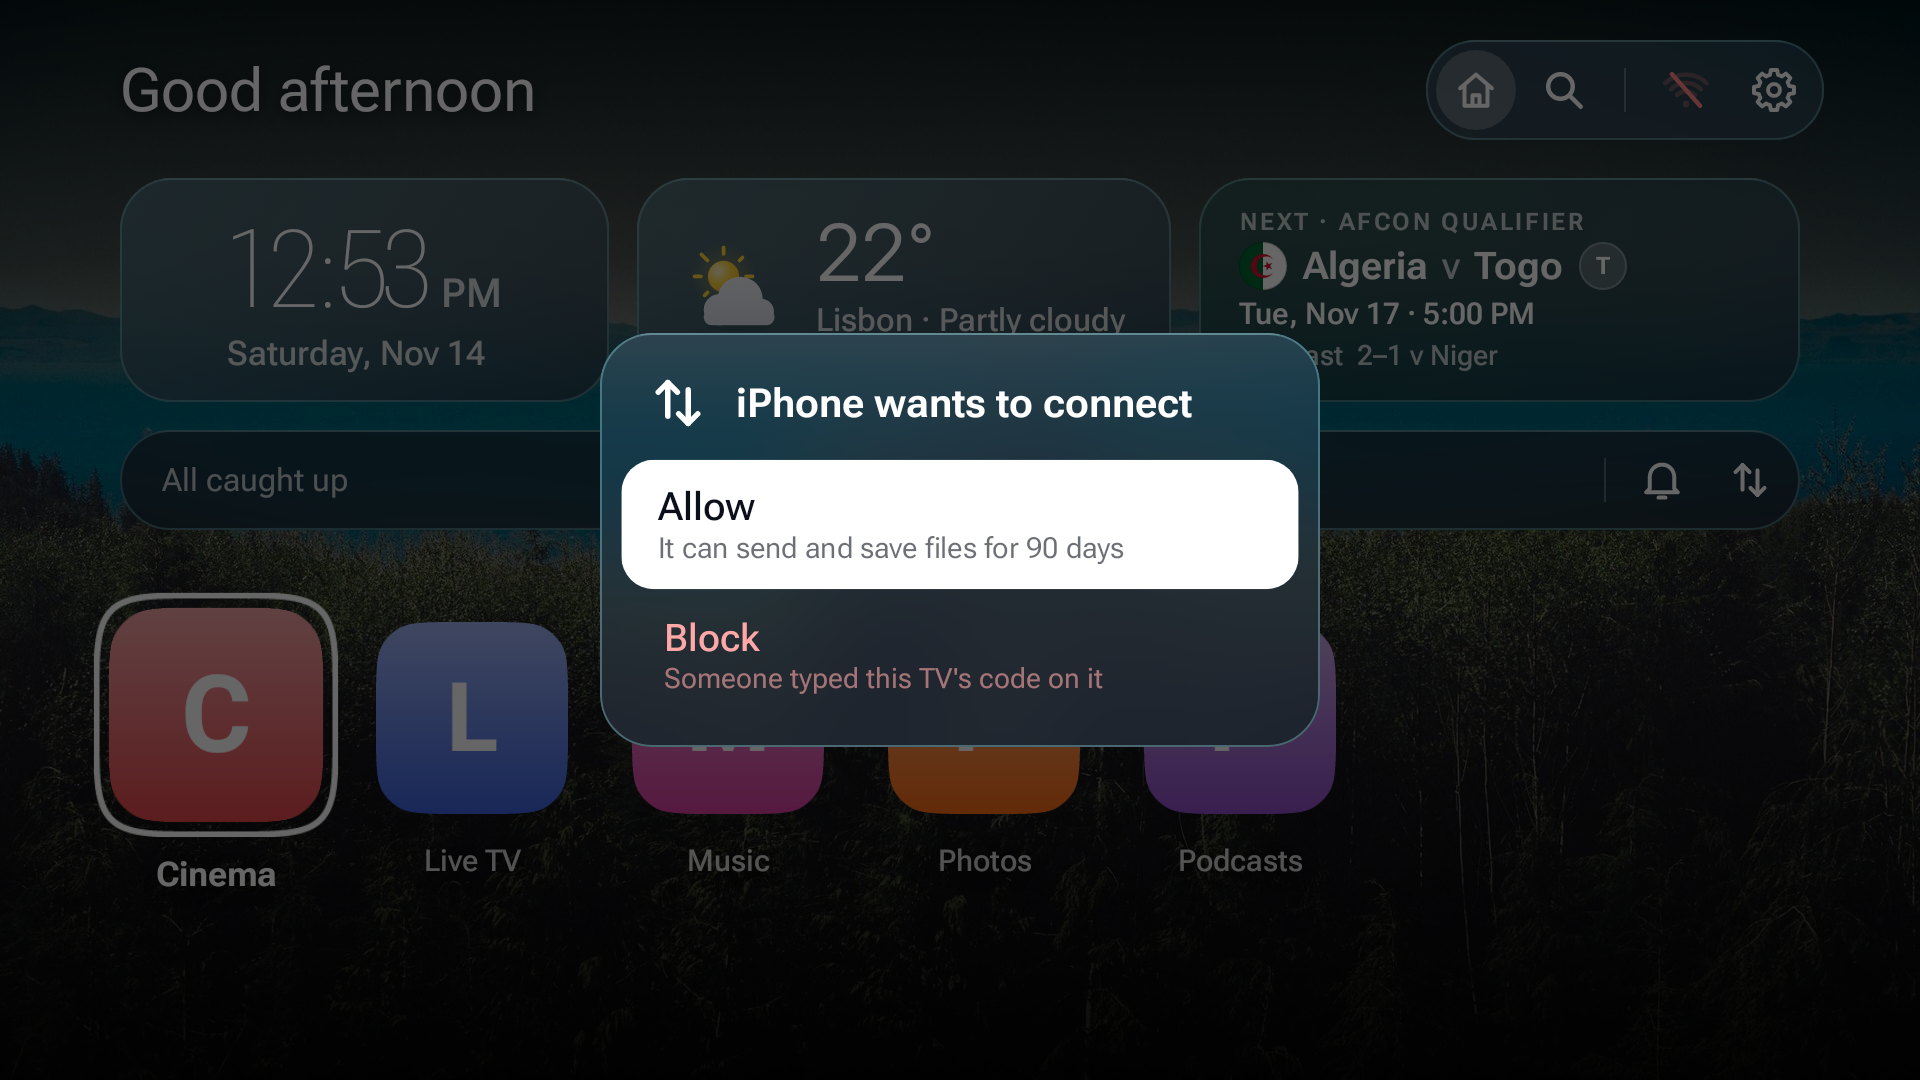 Good afternoon
12:53 PM
Saturday, Nov 14
22°
Lisbon · Partly cloudy
NEXT · AFCON QUALIFIER
Algeria v Togo T
Tue, Nov 17 · 5:00 PM
2–1 v Niger
All caught up
iPhone wants to connect
Allow
It can send and save files for 90 days
Block
Someone typed this TV's code on it
C
L
Cinema
Live TV
Music
Photos
Podcasts